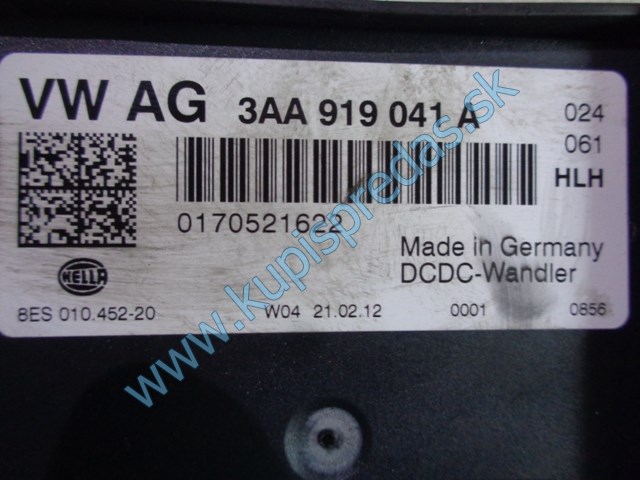 VW AG 3AA 919 041 A 024
061
HLH
0170521622
Made in Germany
DCDC-Wandler
HELLA
8ES 010.452-20 W04 21.02.12 0001 0856
www.kupispredas.sk